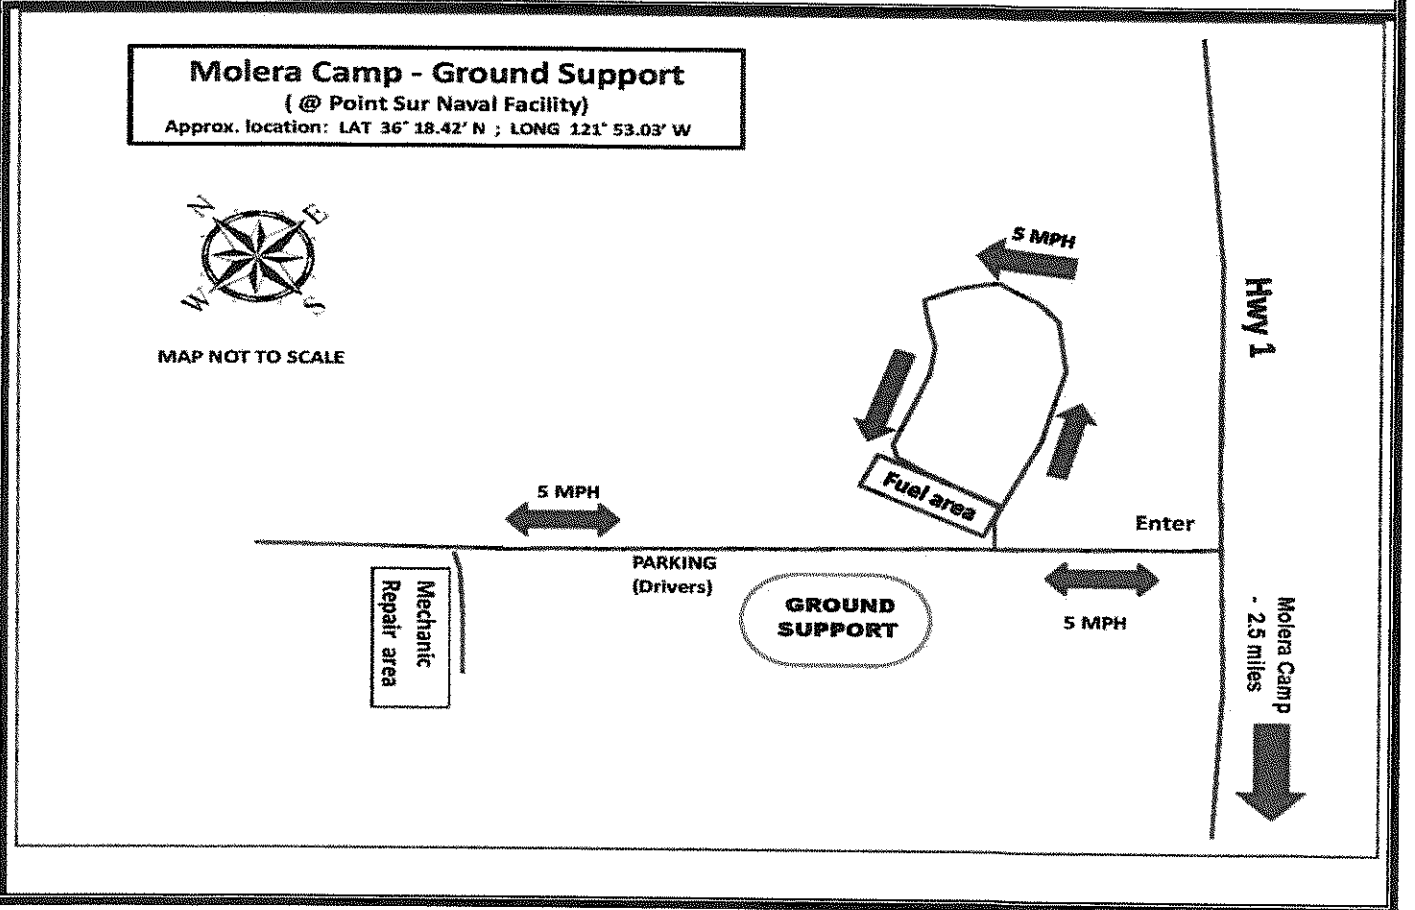 Molera Camp - Ground Support
( @ Point Sur Naval Facility)
Approx. location: LAT 36° 18.42' N ; LONG 121° 53.03' W
N
E
W
S
MAP NOT TO SCALE
5 MPH
Hwy 1
Fuel area
5 MPH
Enter
PARKING
(Drivers)
GROUND
SUPPORT
5 MPH
Mechanic
Repair area
Molera Camp
- 2.5 miles